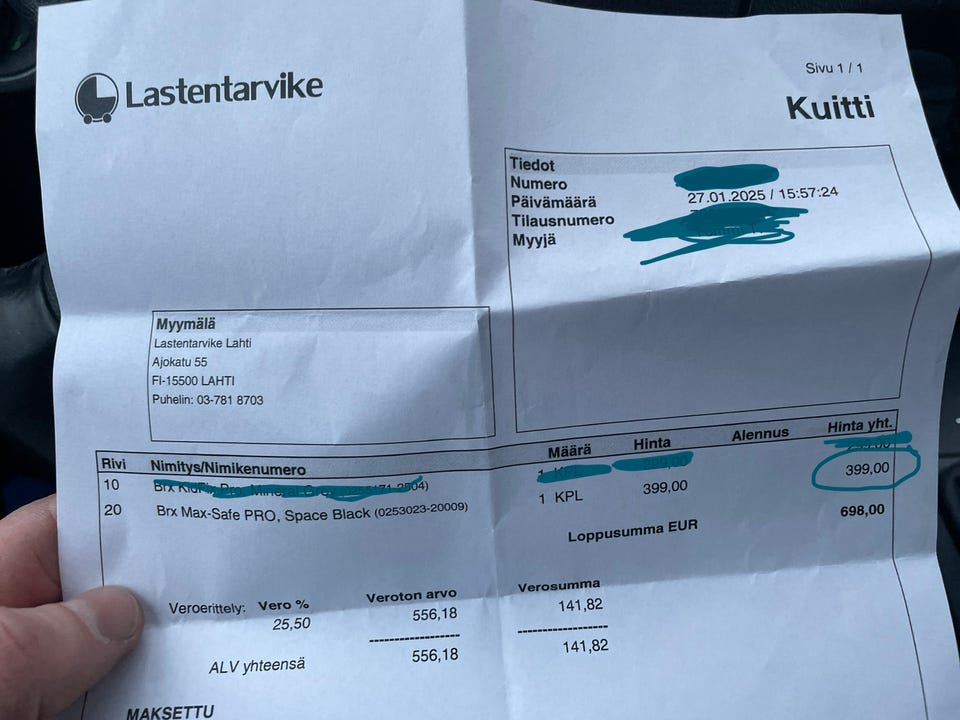 Lastentarvike
Sivu 1 / 1
Kuitti
Tiedot
Numero
Päivämäärä 27.01.2025 / 15:57:24
Tilausnumero
Myyjä
Myymälä
Lastentarvike Lahti
Ajokatu 55
FI-15500 LAHTI
Puhelin: 03-781 8703
Rivi Nimitys/Nimikenumero Määrä Hinta Alennus Hinta yht.
10 Brx 1
20 Brx Max-Safe PRO, Space Black (0253023-20009) 1 KPL 399,00 399,00
Loppusumma EUR 698,00
Veroerittely: Vero % Veroton arvo Verosumma
25,50 556,18 141,82
ALV yhteensä 556,18 141,82
MAKSETTU